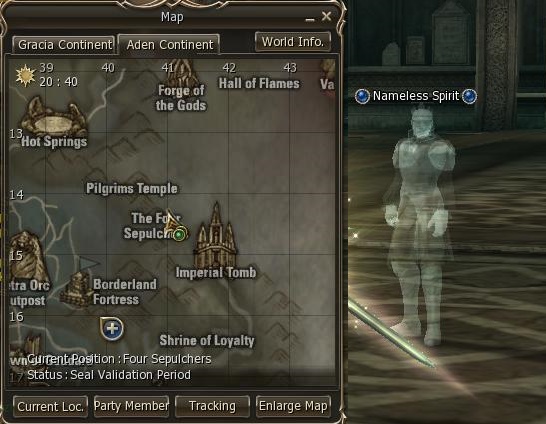 Map
Gracia Continent
Aden Continent
World Info.
39 40 41 42 43
20 : 40
Forge of
the Gods
Hall of Flames
13
Hot Springs
14
Pilgrims Temple
The Four
15
Imperial Tomb
Borderland
Fortress
16
Shrine of Loyalty
Current Position : Four Sepulchers
Status : Seal Validation Period
17
Current Loc.
Party Member
Tracking
Enlarge Map
Nameless Spirit